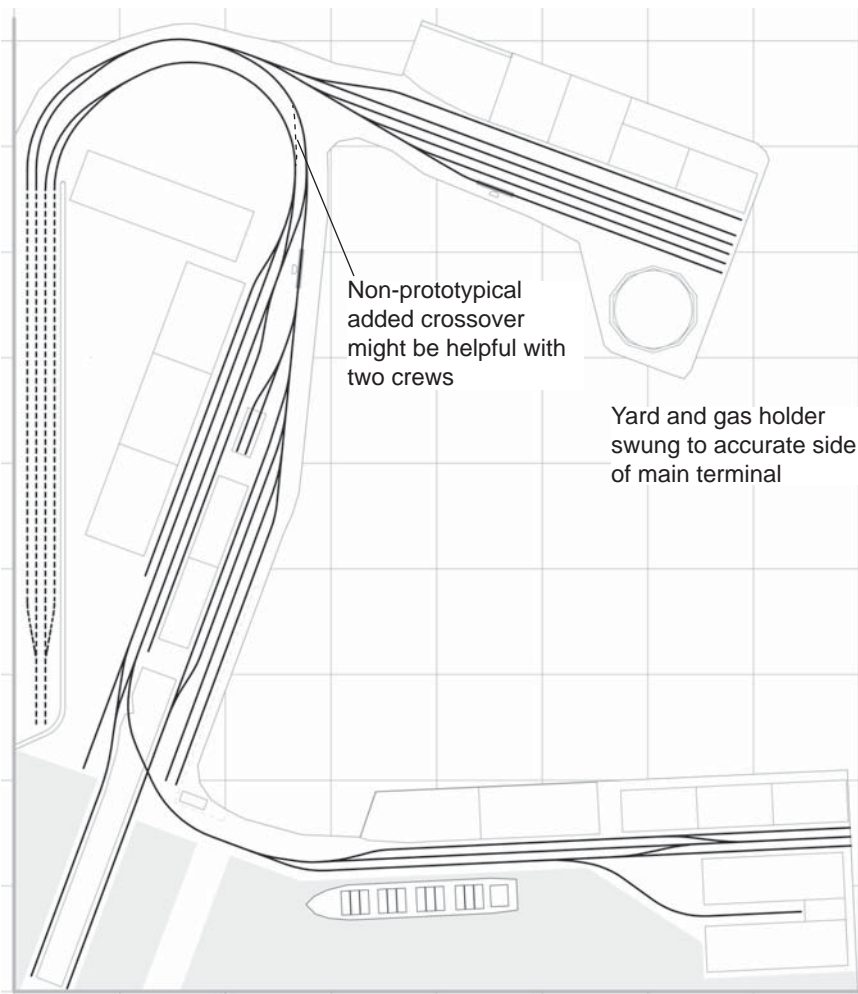 Non-prototypical
added crossover
might be helpful with
two crews
Yard and gas holder
swung to accurate side
of main terminal